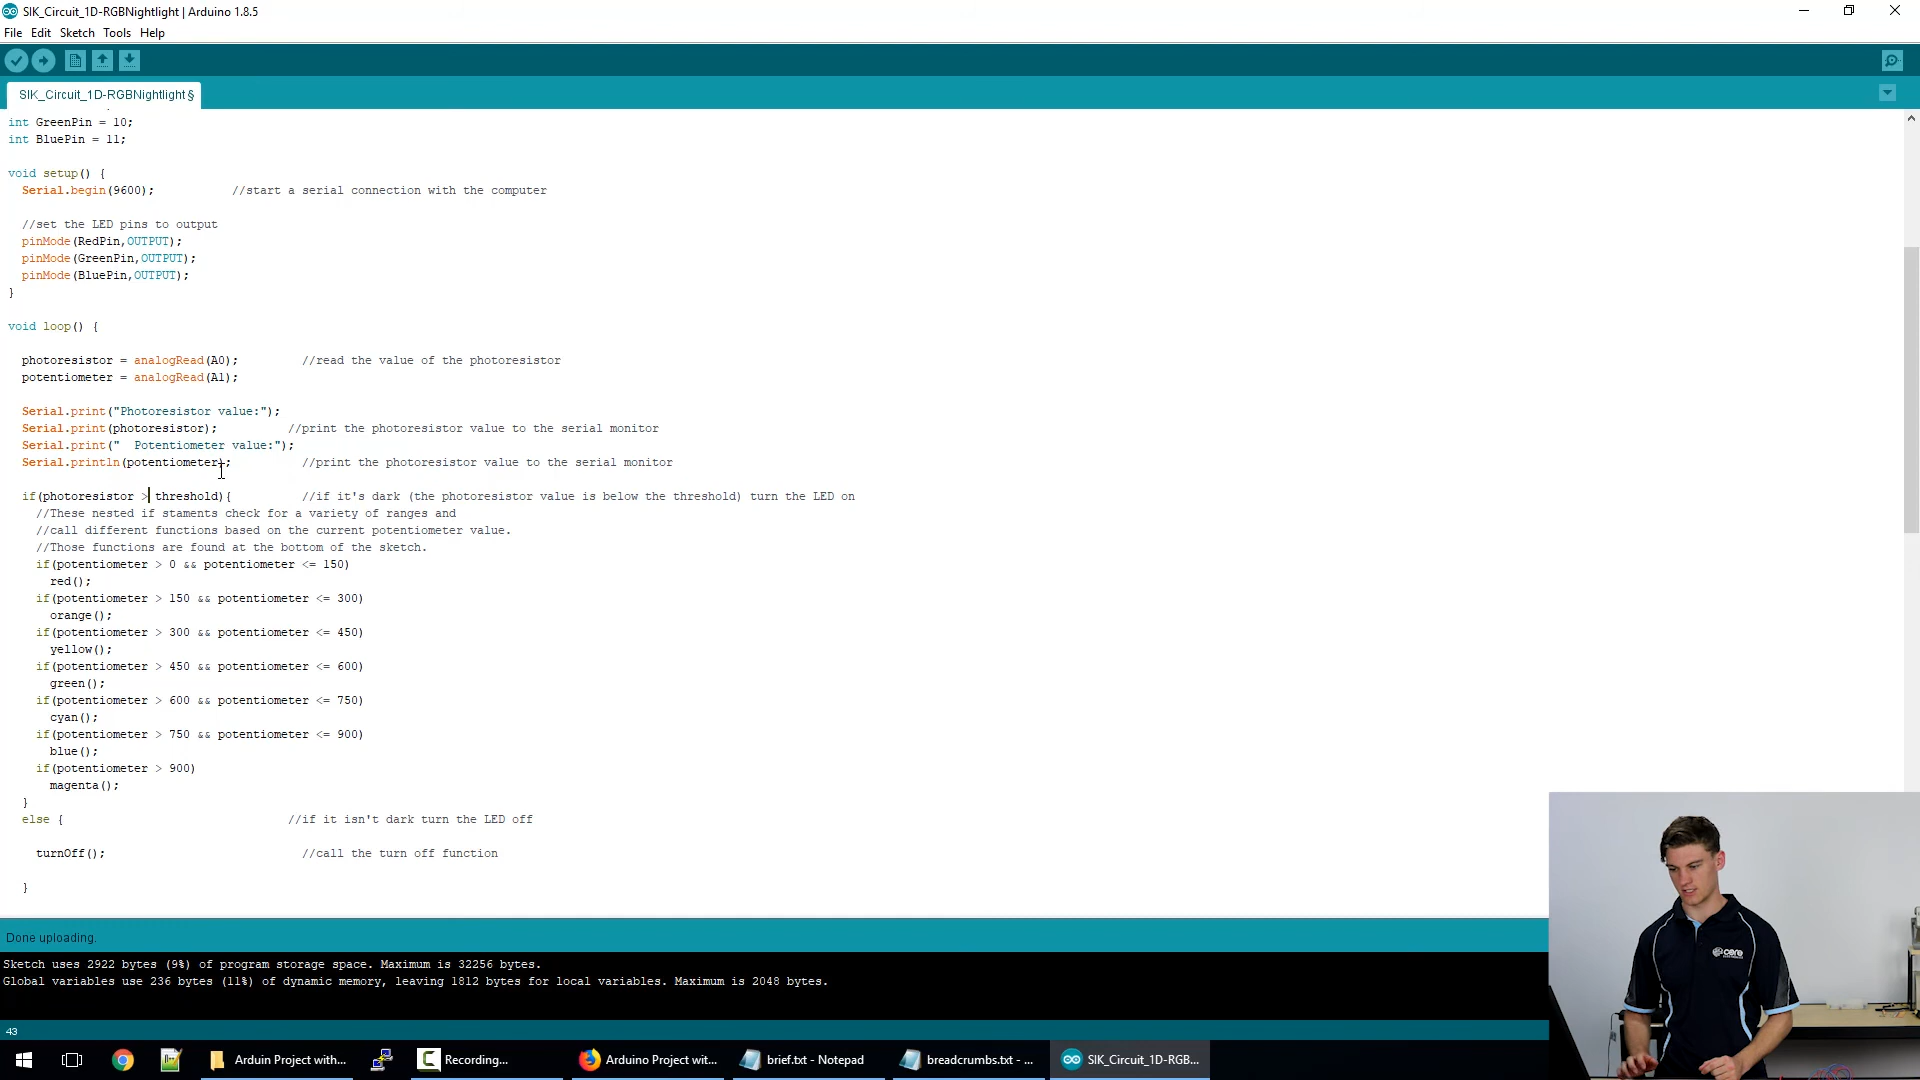 SIK_Circuit_1D-RGBNightlight | Arduino 1.8.5
File Edit Sketch Tools Help
SIK_Circuit_1D-RGBNightlight §
int GreenPin = 10;
int BluePin = 11;
void setup() {
Serial.begin(9600); //start a serial connection with the computer
//set the LED pins to output
pinMode(RedPin,OUTPUT);
pinMode(GreenPin,OUTPUT);
pinMode(BluePin,OUTPUT);
}
void loop() {
photoresistor = analogRead(A0); //read the value of the photoresistor
potentiometer = analogRead(A1);
Serial.print("Photoresistor value:");
Serial.print(photoresistor); //print the photoresistor value to the serial monitor
Serial.print("  Potentiometer value:");
Serial.println(potentiometer); //print the photoresistor value to the serial monitor
if(photoresistor > threshold){ //if it's dark (the photoresistor value is below the threshold) turn the LED on
//These nested if staments check for a variety of ranges and
//call different functions based on the current potentiometer value.
//Those functions are found at the bottom of the sketch.
if(potentiometer > 0 && potentiometer <= 150)
red();
if(potentiometer > 150 && potentiometer <= 300)
orange();
if(potentiometer > 300 && potentiometer <= 450)
yellow();
if(potentiometer > 450 && potentiometer <= 600)
green();
if(potentiometer > 600 && potentiometer <= 750)
cyan();
if(potentiometer > 750 && potentiometer <= 900)
blue();
if(potentiometer > 900)
magenta();
}
else { //if it isn't dark turn the LED off
turnOff(); //call the turn off function
}
Done uploading.
Sketch uses 2922 bytes (9%) of program storage space. Maximum is 32256 bytes.
Global variables use 236 bytes (11%) of dynamic memory, leaving 1812 bytes for local variables. Maximum is 2048 bytes.
43
Arduin Project with... Recording... Arduino Project wit... brief.txt - Notepad breadcrumbs.txt - ... SIK_Circuit_1D-RGB...
core